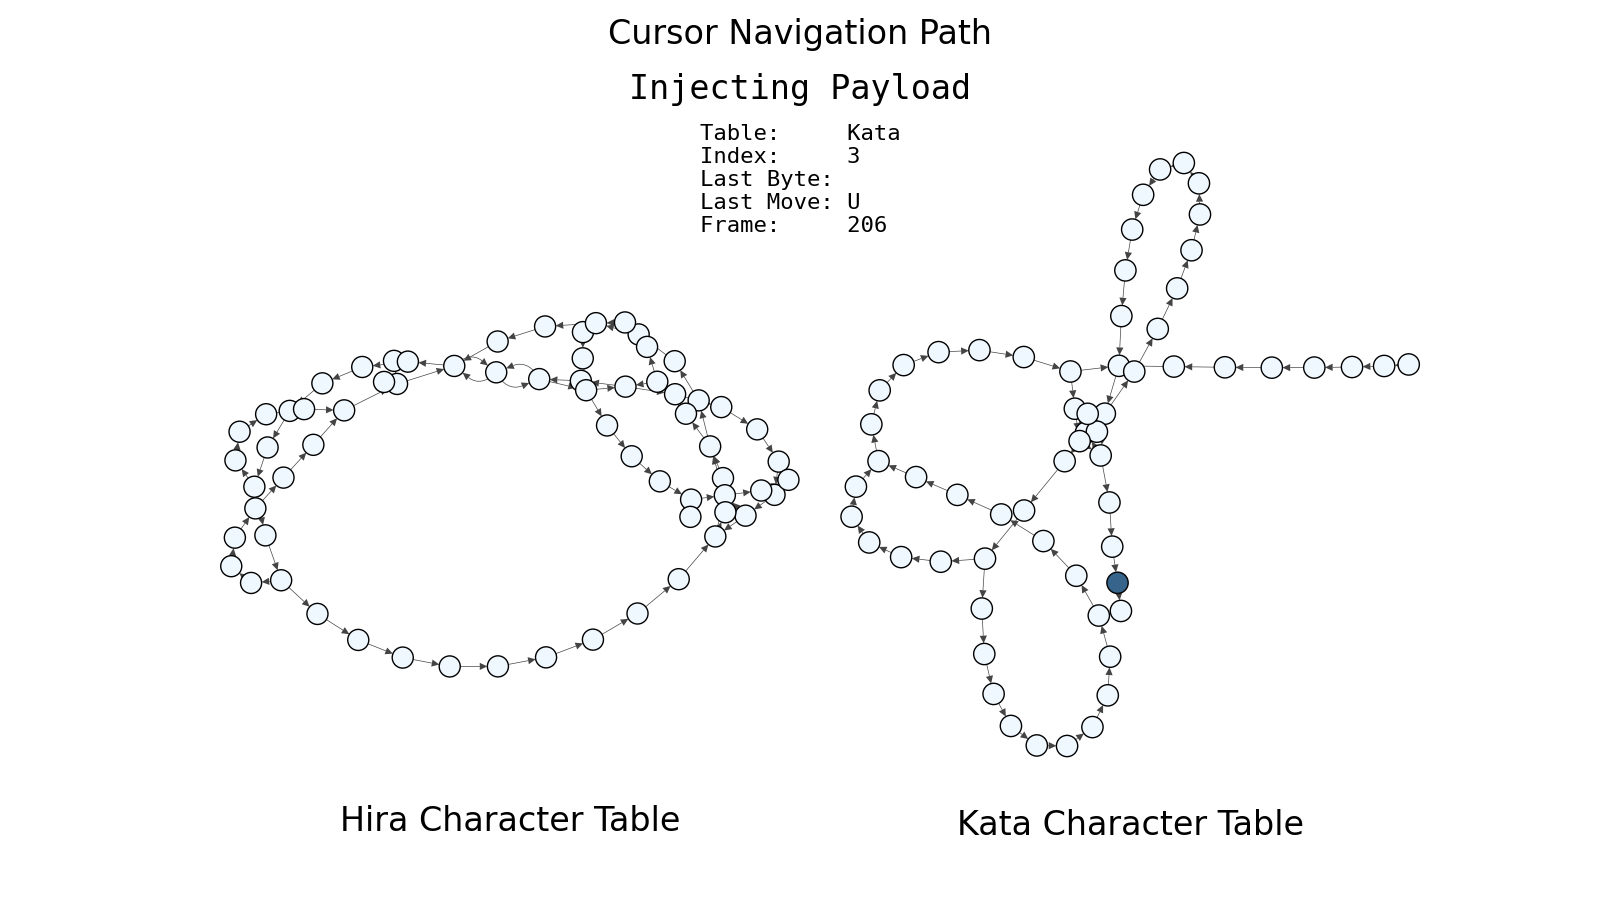 Cursor Navigation Path
Injecting Payload
Table: Kata
Index: 3
Last Byte:
Last Move: U
Frame: 206
Hira Character Table
Kata Character Table